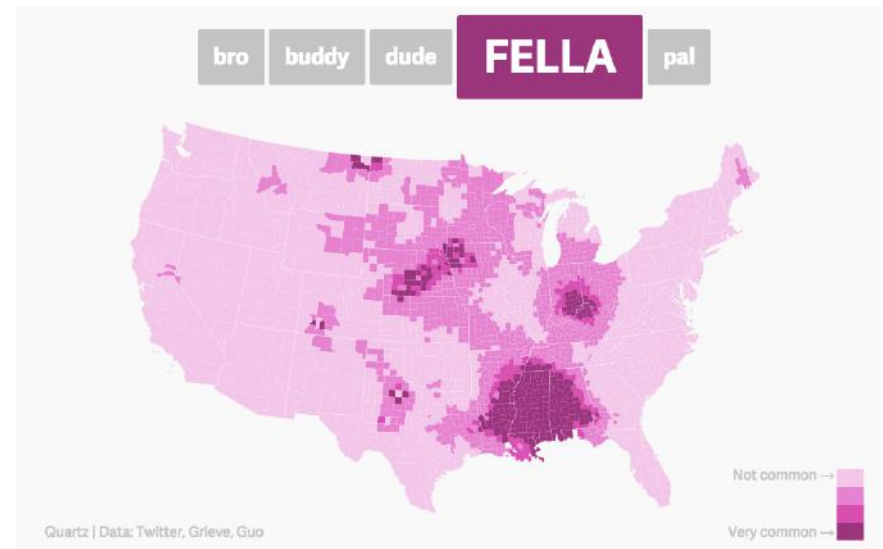 bro buddy dude FELLA pal
Not common →
Very common →
Quartz | Data: Twitter, Grieve, Guo